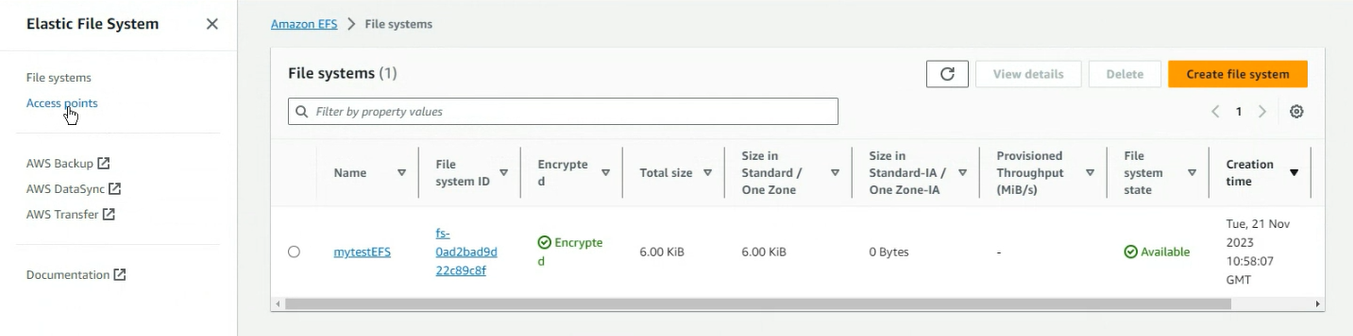 Elastic File System
File systems
Access points
AWS Backup
AWS DataSync
AWS Transfer
Documentation
Amazon EFS > File systems
File systems (1)
View details
Delete
Create file system
Filter by property values
1
Name
File
system ID
Encrypte
d
Total size
Size in
Standard /
One Zone
Size in
Standard-IA /
One Zone-IA
Provisioned
Throughput
(MiB/s)
File
system
state
Creation
time
mytestEFS
fs-
0ad2bad9d
22c89c8f
Encrypte
d
6.00 KiB
6.00 KiB
0 Bytes
-
Available
Tue, 21 Nov
2023
10:58:07
GMT